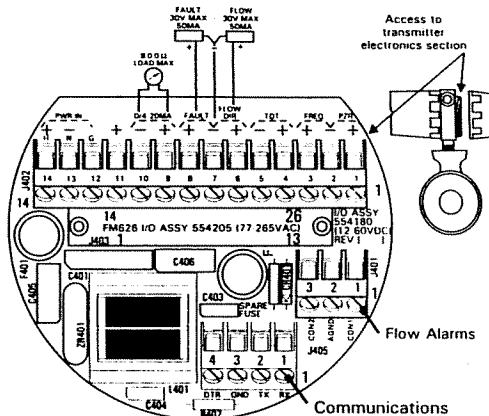 FAULT
30V MAX
50MA
FLOW
30V MAX
50MA
800Ω
LOAD MAX
Access to
transmitter
electronics section
PWR IN
0/4 20MA
FAULT
FLOW
DIR
TOT
FREQ
PZR
+ - + - + - + - + - +
H N G
14 13 12 11 10 9 8 7 6 5 4 3 2 1
J402
14
1
14
26
FM626 I/O ASSY 554205 (77 265VAC)
I/O ASSY
554180
(12 60VDC)
REV [ ]
J403
1
13
F401
C405
C401
C406
CR401
C403
SPARE
FUSE
ZR401
L401
C404
J401
3 2 1
1
CON2
AGND
CON1
Flow Alarms
J405
4 3 2 1
1
DTR GND TX RX
Communications